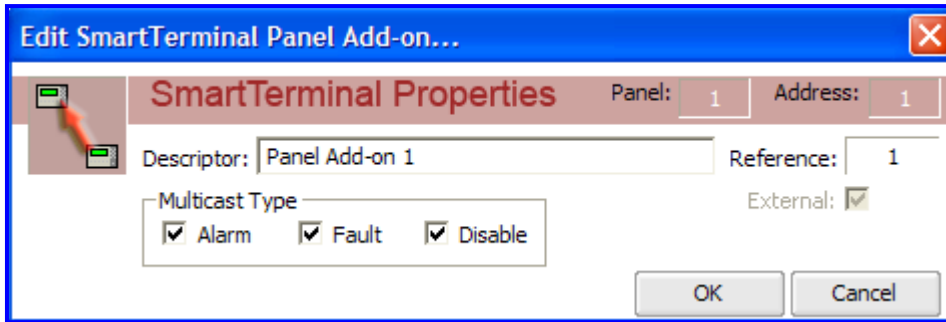 Edit SmartTerminal Panel Add-on...
SmartTerminal Properties Panel: 1 Address: 1
Descriptor: Panel Add-on 1 Reference: 1
Multicast Type External:
Alarm Fault Disable
OK Cancel